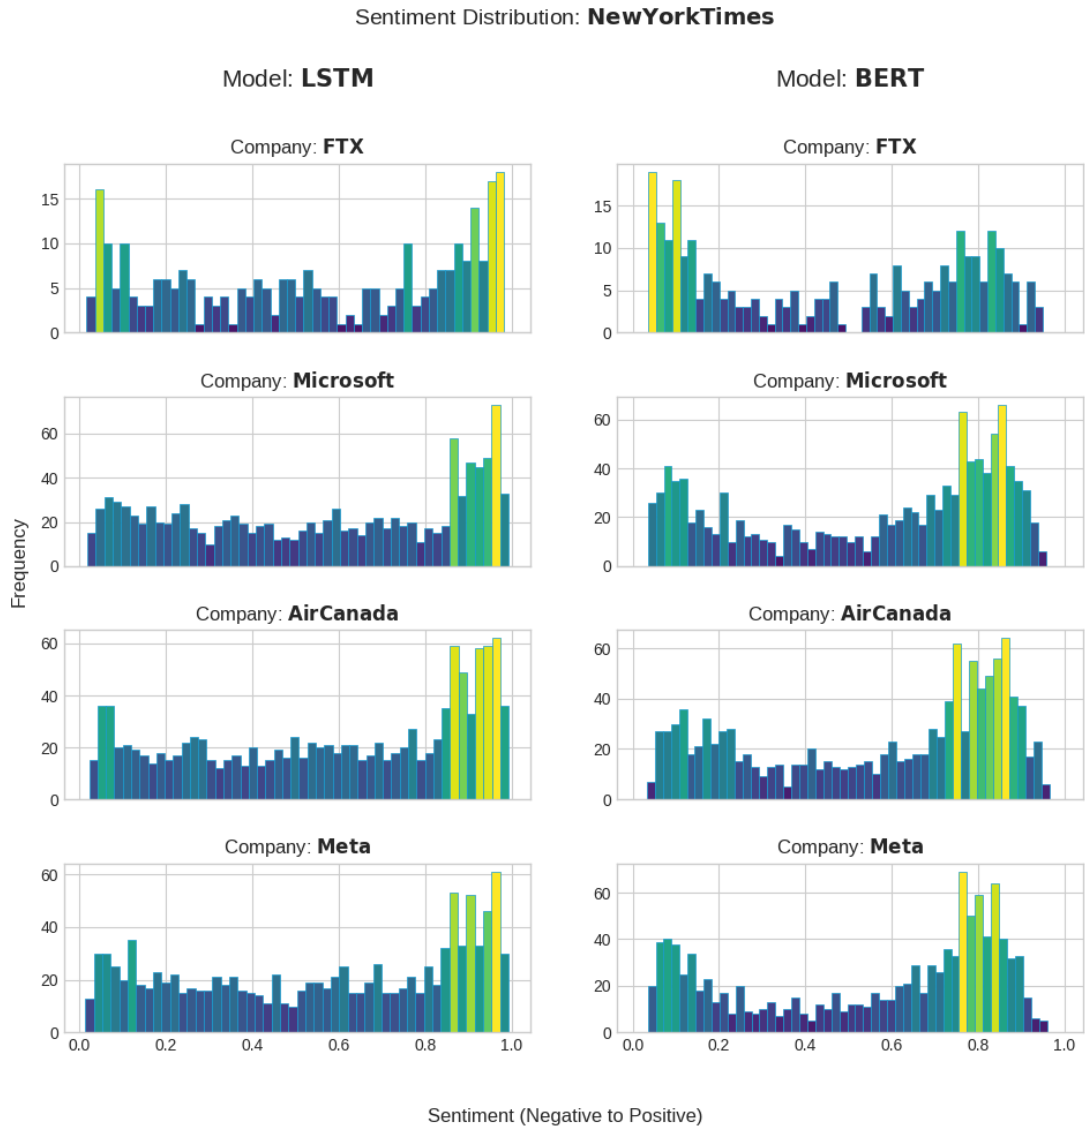 Sentiment Distribution: NewYorkTimes
Model: LSTM
Model: BERT
Company: FTX
Company: FTX
15
10
5
0
15
10
5
0
Company: Microsoft
Company: Microsoft
60
40
20
0
60
40
20
0
Frequency
Company: AirCanada
Company: AirCanada
60
40
20
0
60
40
20
0
Company: Meta
Company: Meta
60
40
20
0
60
40
20
0
0.0 0.2 0.4 0.6 0.8 1.0
0.0 0.2 0.4 0.6 0.8 1.0
Sentiment (Negative to Positive)